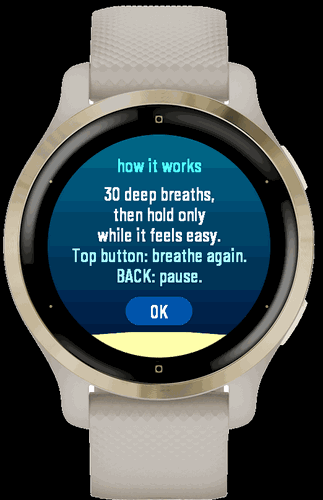 how it works
30 deep breaths,
then hold only
while it feels easy.
Top button: breathe again.
BACK: pause.
OK